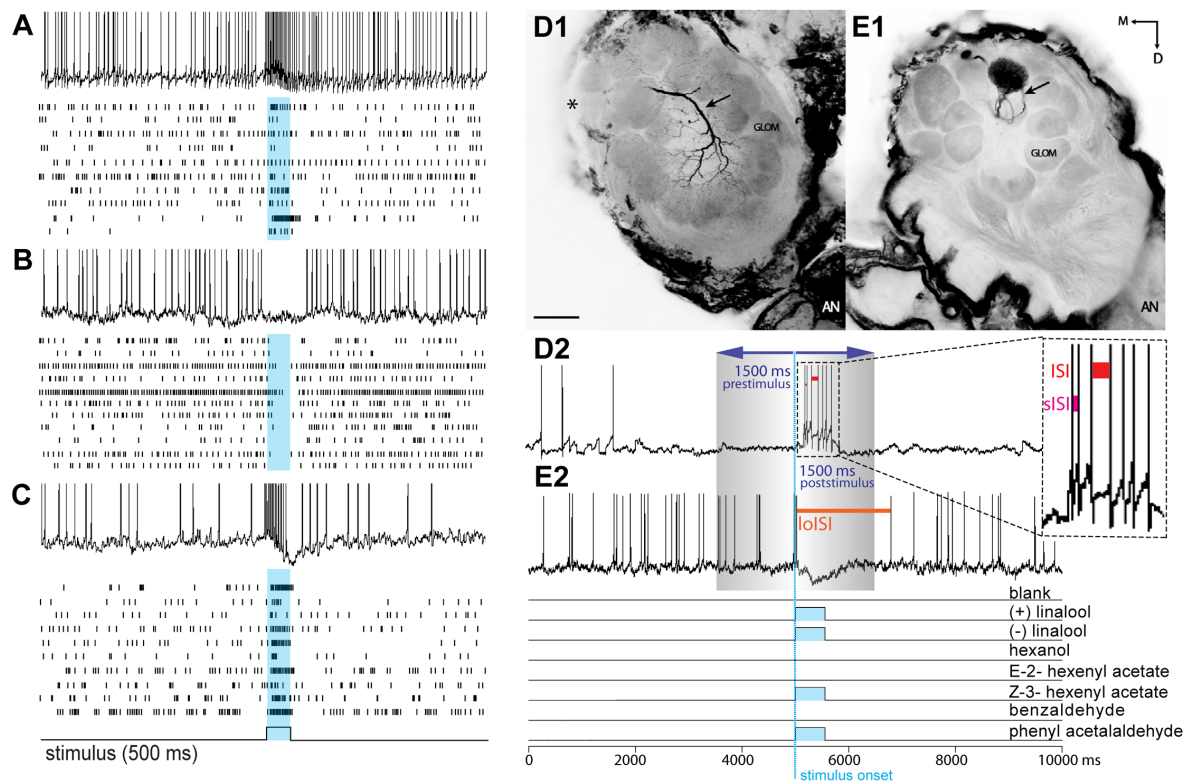 A
B
C
stimulus (500 ms)
D1
*
GLOM
AN
E1
M
D
GLOM
AN
D2
1500 ms
prestimulus
1500 ms
poststimulus
ISI
sISI
E2
loISI
blank
(+) linalool
(-) linalool
hexanol
E-2- hexenyl acetate
Z-3- hexenyl acetate
benzaldehyde
phenyl acetalaldehyde
0 2000 4000 6000 8000 10000 ms
stimulus onset